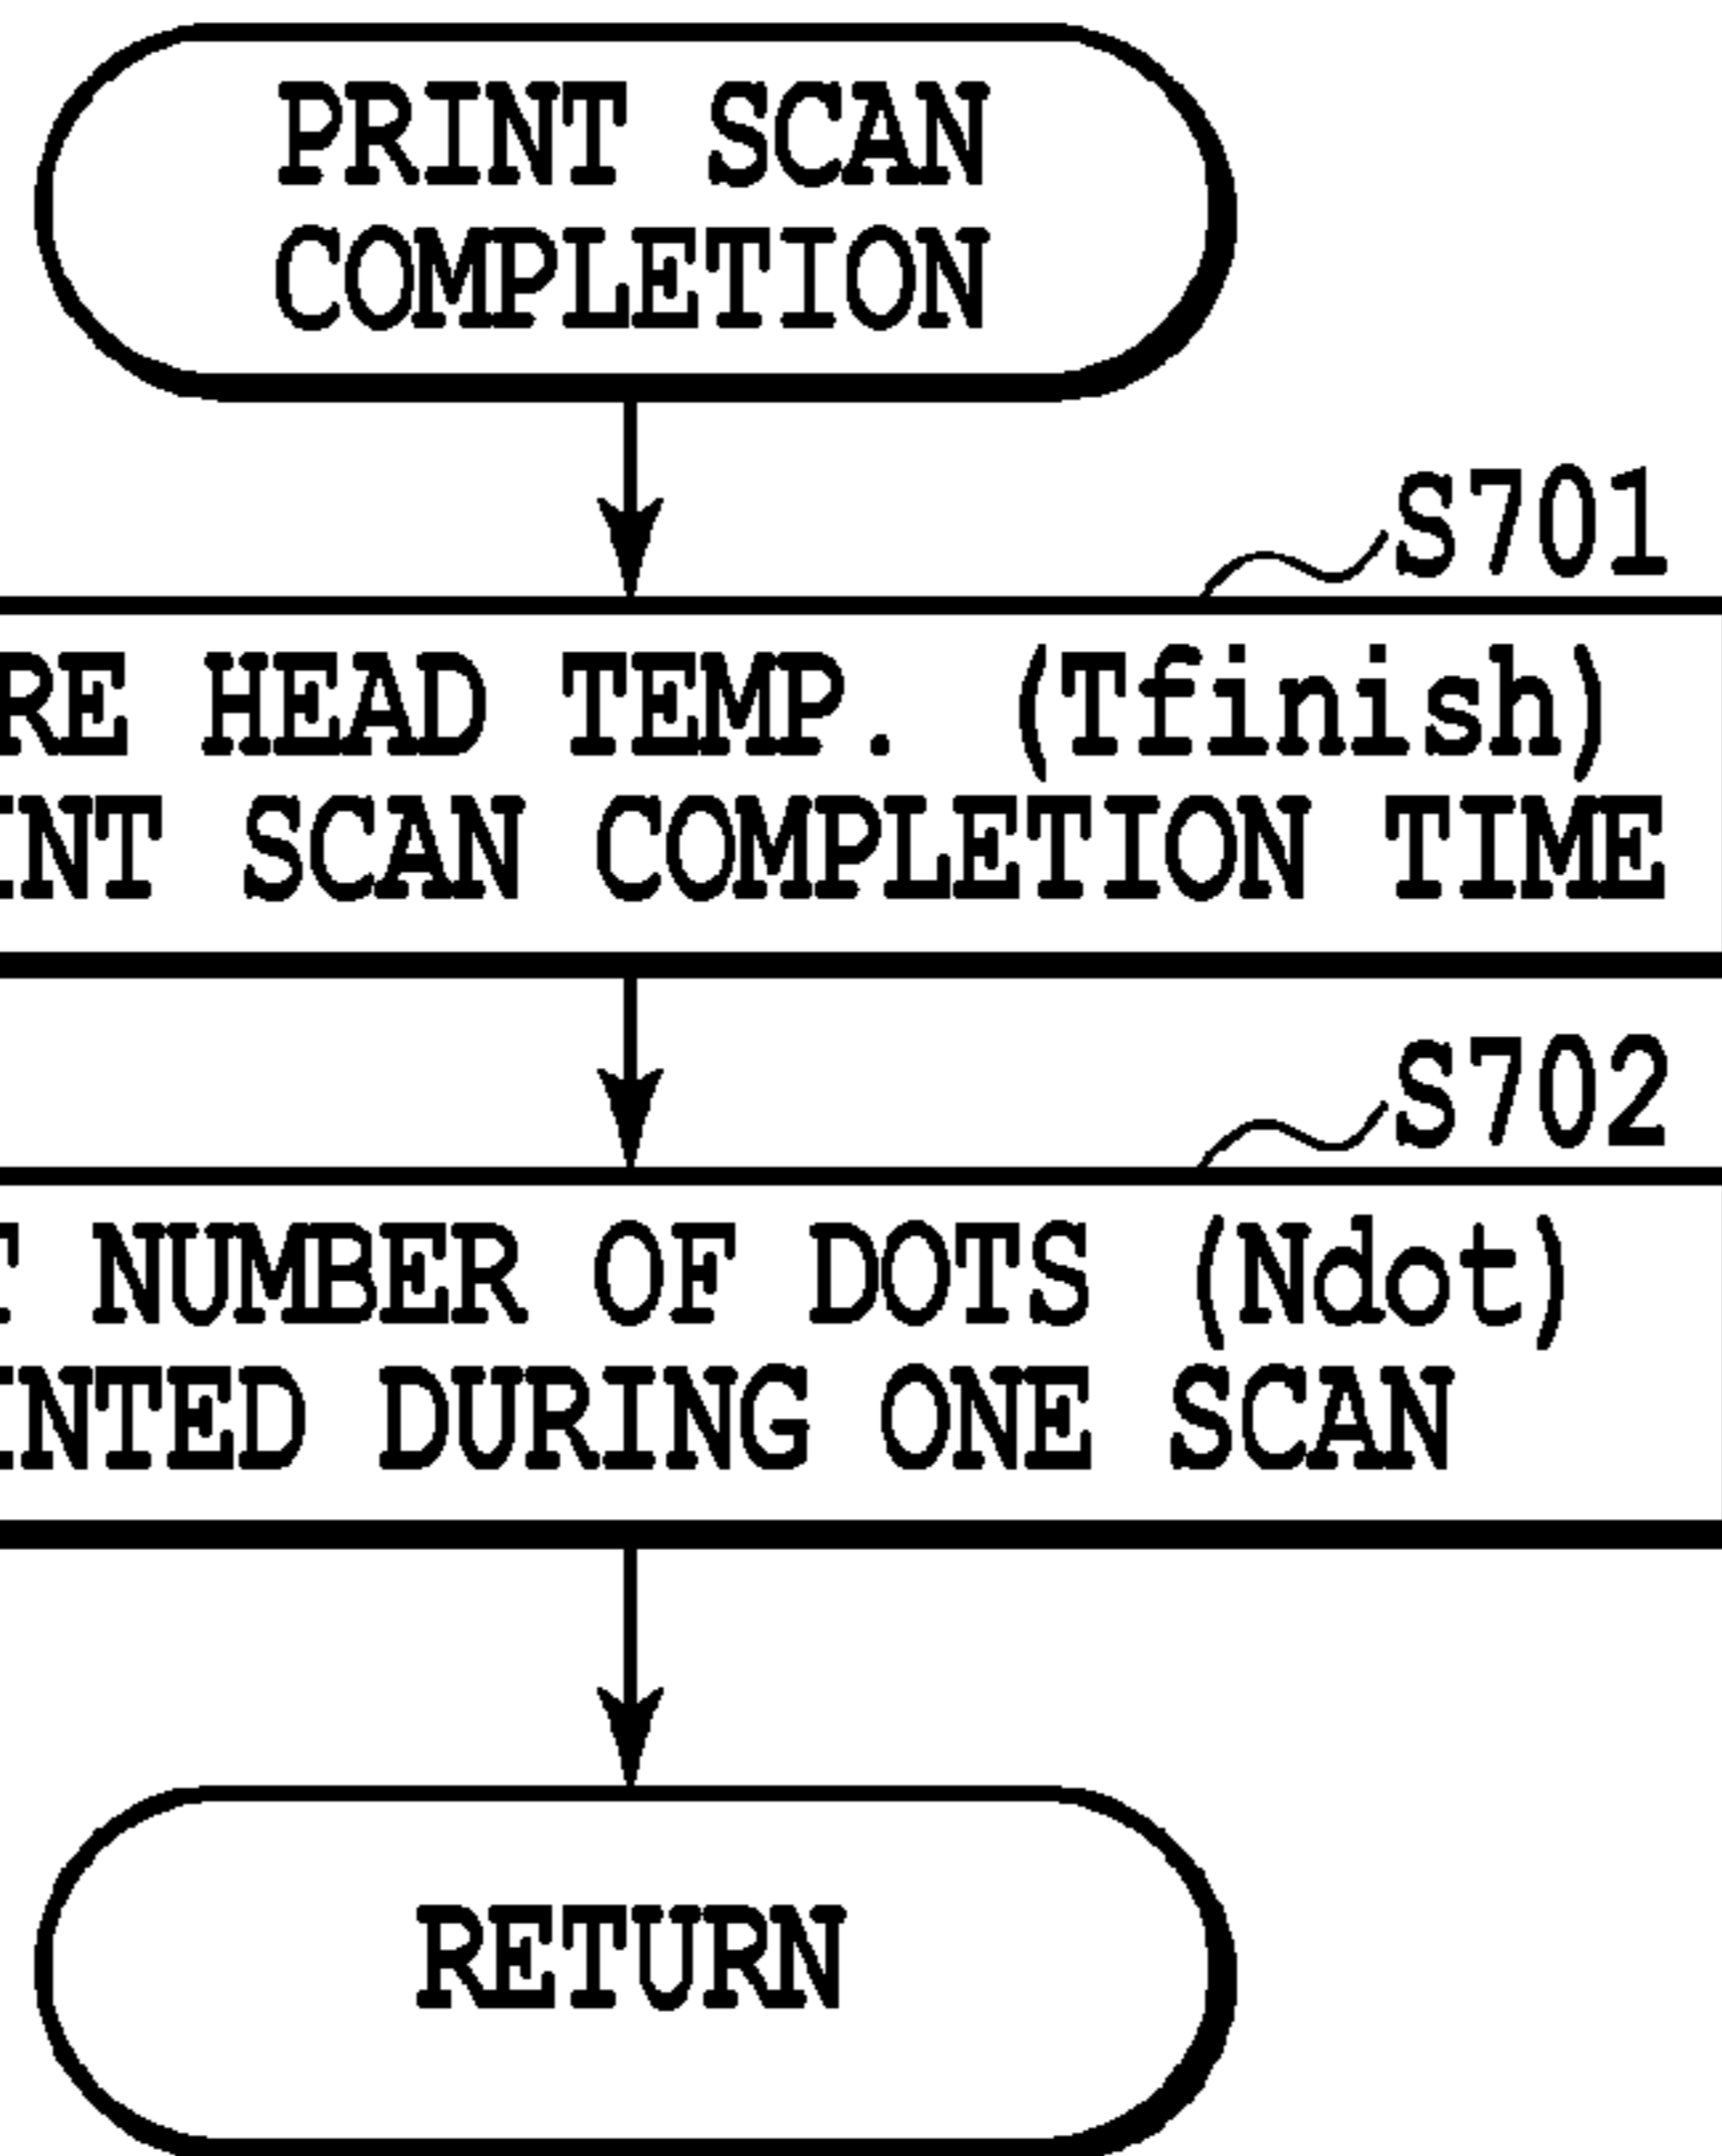 PRINT SCAN
COMPLETION
S701
RE HEAD TEMP. (Tfinish)
INT SCAN COMPLETION TIME
S702
NUMBER OF DOTS (Ndot)
INTED DURING ONE SCAN
RETURN